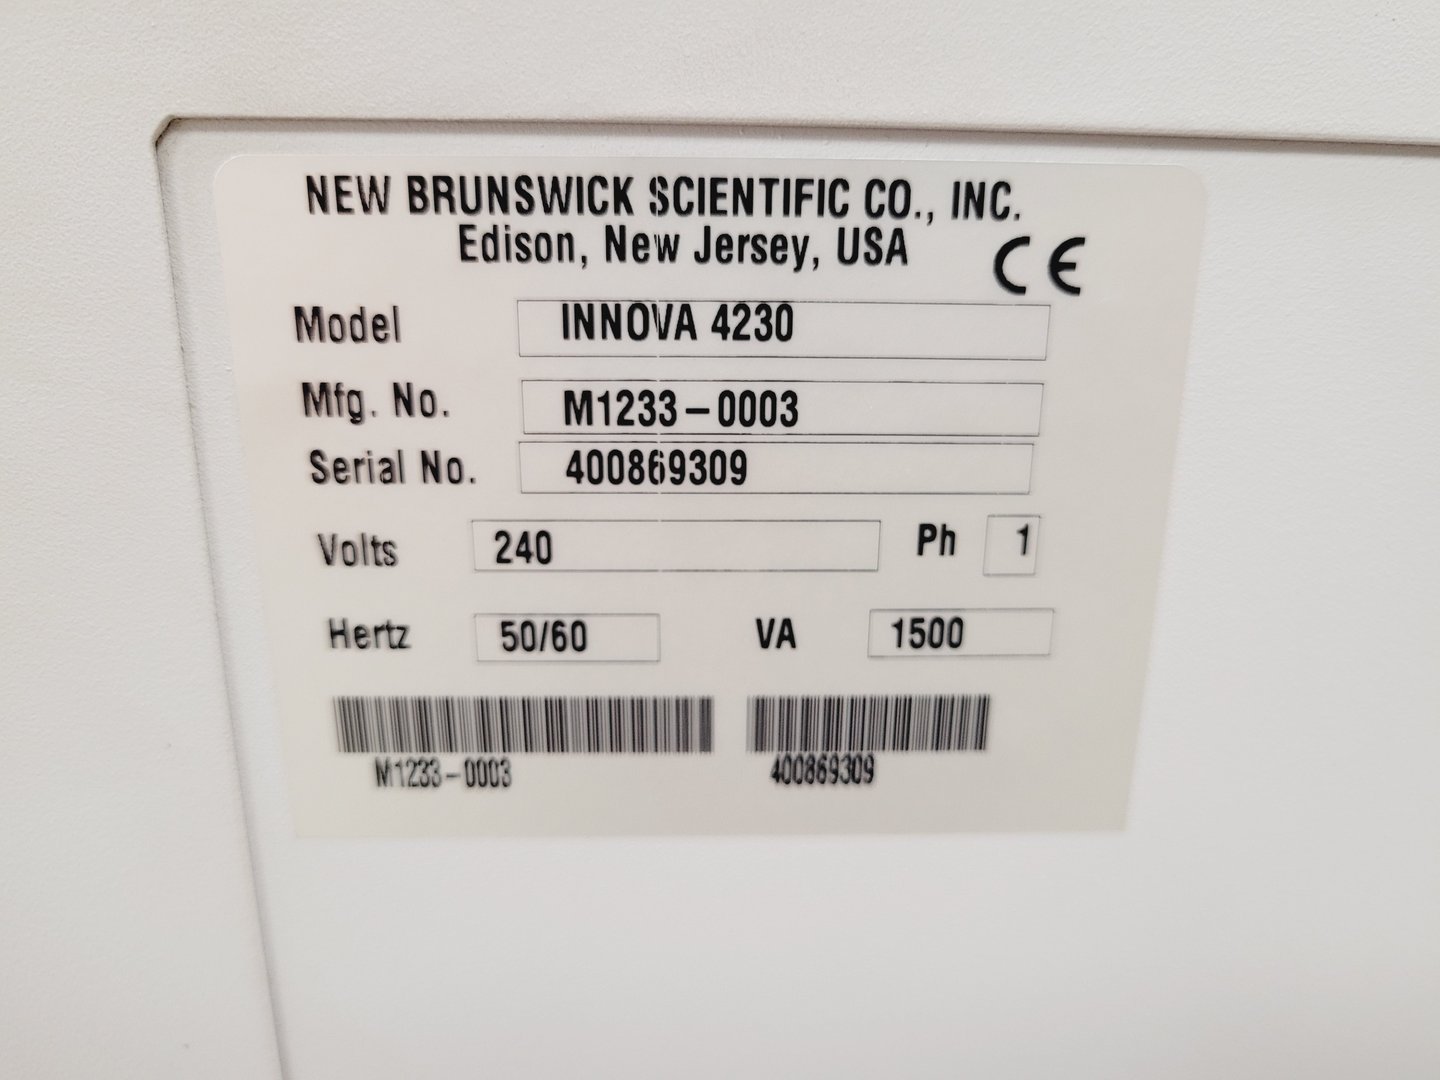 NEW BRUNSWICK SCIENTIFIC CO., INC.
Edison, New Jersey, USA
CE
Model INNOVA 4230
Mfg. No. M1233-0003
Serial No. 400869309
Volts 240 Ph 1
Hertz 50/60 VA 1500
M1233-0003 400869309